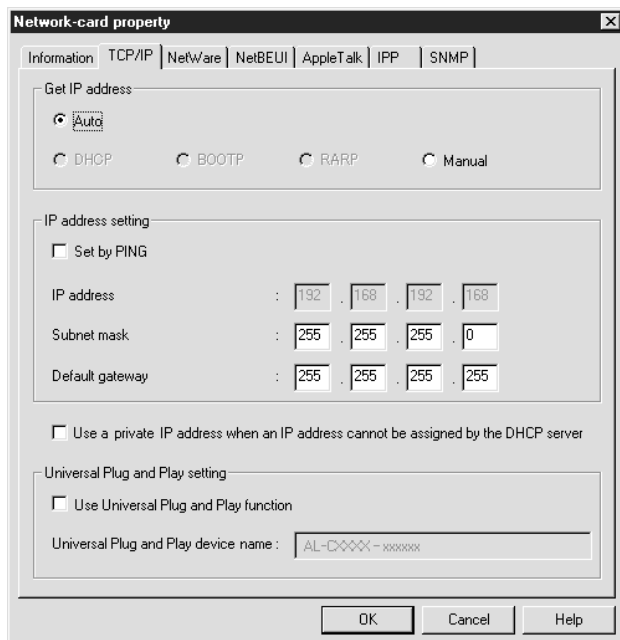 Network-card property
Information TCP/IP NetWare NetBEUI AppleTalk IPP SNMP
Get IP address
Auto
DHCP BOOTP RARP Manual
IP address setting
Set by PING
IP address : 192 . 168 . 192 . 168
Subnet mask : 255 . 255 . 255 . 0
Default gateway : 255 . 255 . 255 . 255
Use a private IP address when an IP address cannot be assigned by the DHCP server
Universal Plug and Play setting
Use Universal Plug and Play function
Universal Plug and Play device name : AL-CXXXX-xxxxxx
OK Cancel Help